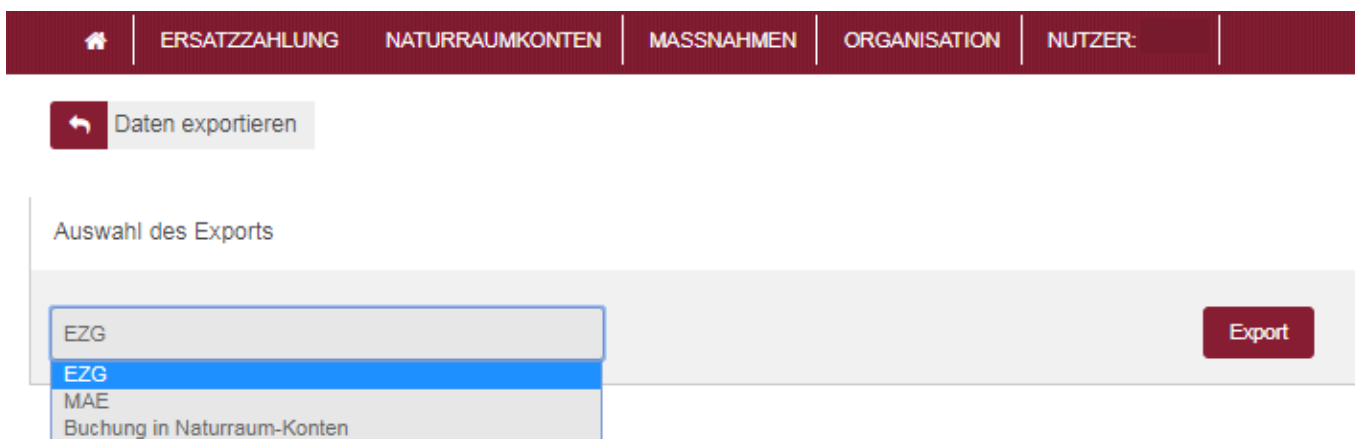 ERSATZZAHLUNG NATURRAUMKONTEN MASSNAHMEN ORGANISATION NUTZER:
Daten exportieren
Auswahl des Exports
EZG Export
EZG
MAE
Buchung in Naturraum-Konten